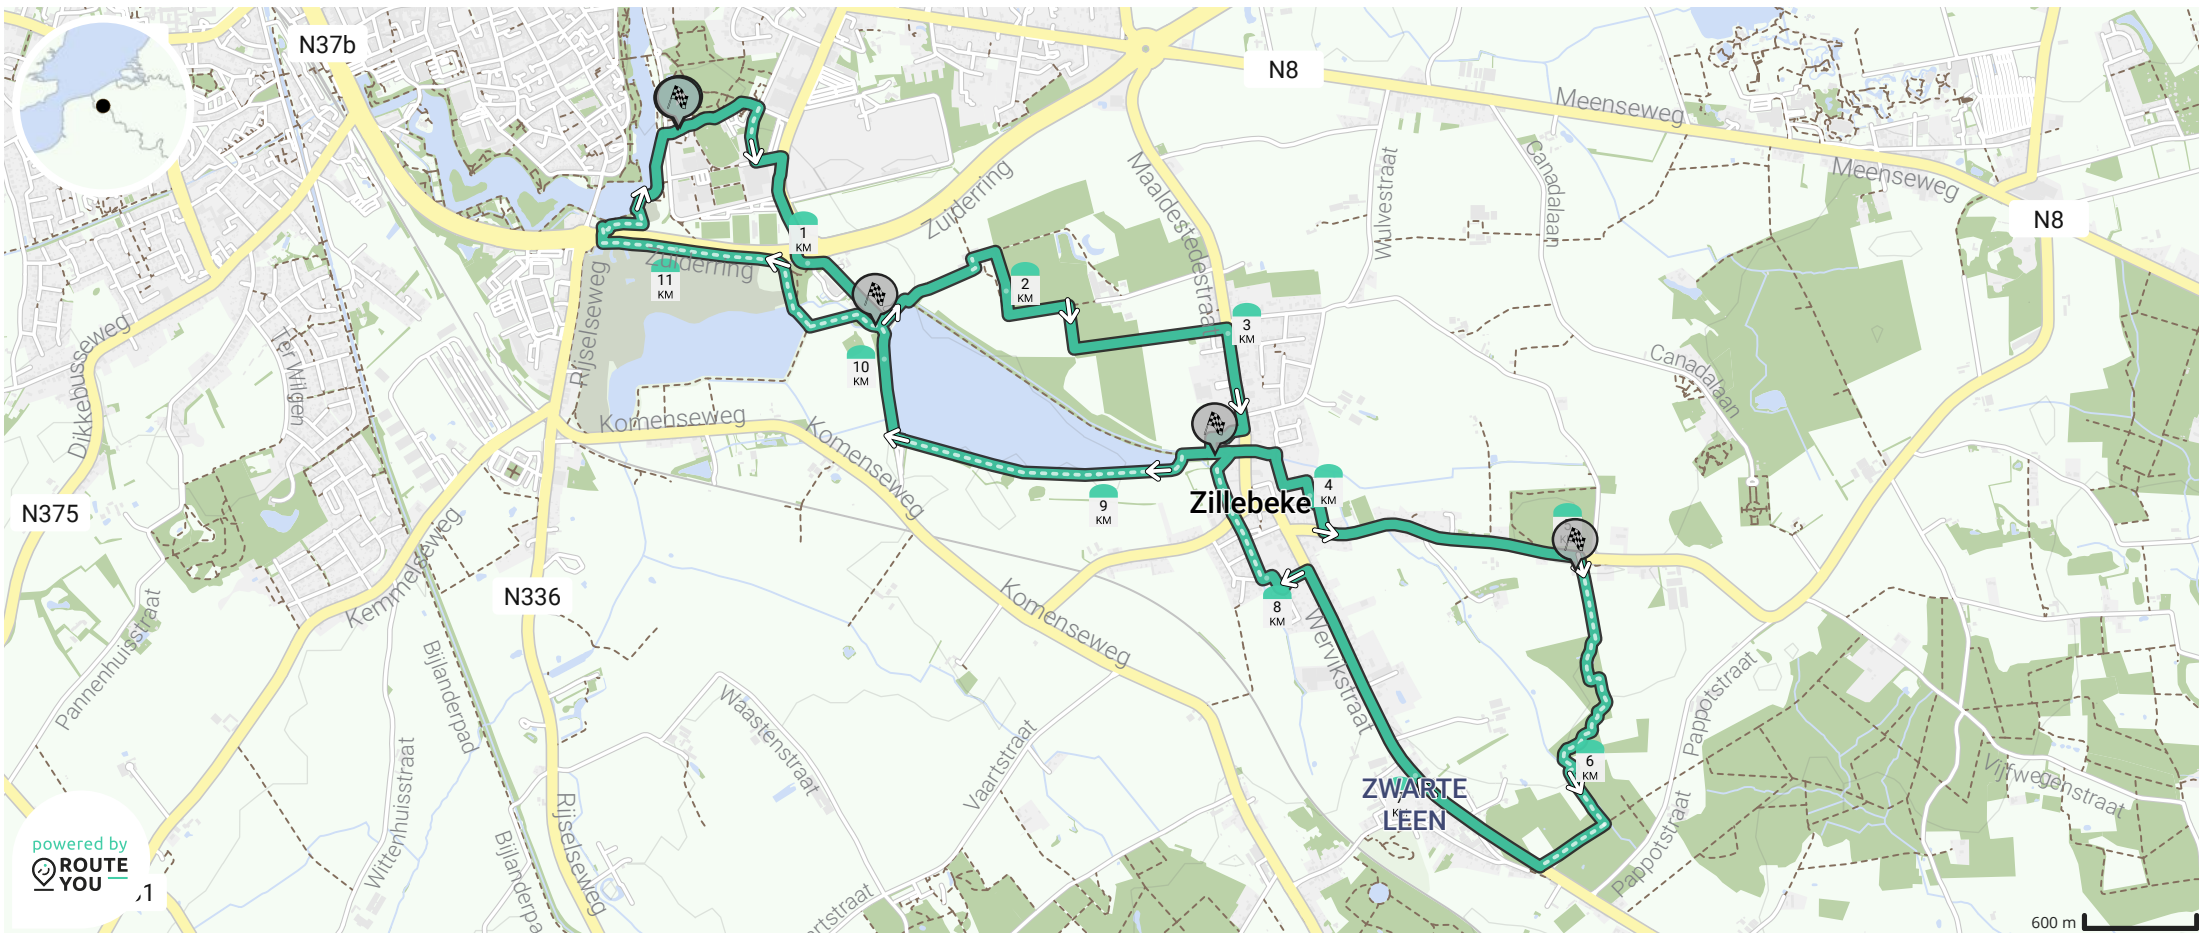 N37b
N8
Meenseweg
Meenseweg
N8
Zuiderring
Zuiderring
Maaldestedestraat
Wulvestraat
Canadalaan
Canadalaan
1
KM
2
KM
3
KM
4
KM
6
KM
8
KM
9
KM
10
KM
11
KM
Rijselseweg
Dikkebusseweg
Ter Wilgen
Komenseweg
Komenseweg
Komenseweg
N375
Zillebeke
Kemmelseweg
N336
Pannenhuisstraat
Bijlanderpad
Wervikstraat
Waastenstraat
Vaartstraat
Pappotstraat
Pappotstraat
Vijfwegenstraat
Wittenhuisstraat
Rijselseweg
ZWARTE
LEEN
powered by
ROUTE
YOU
600 m